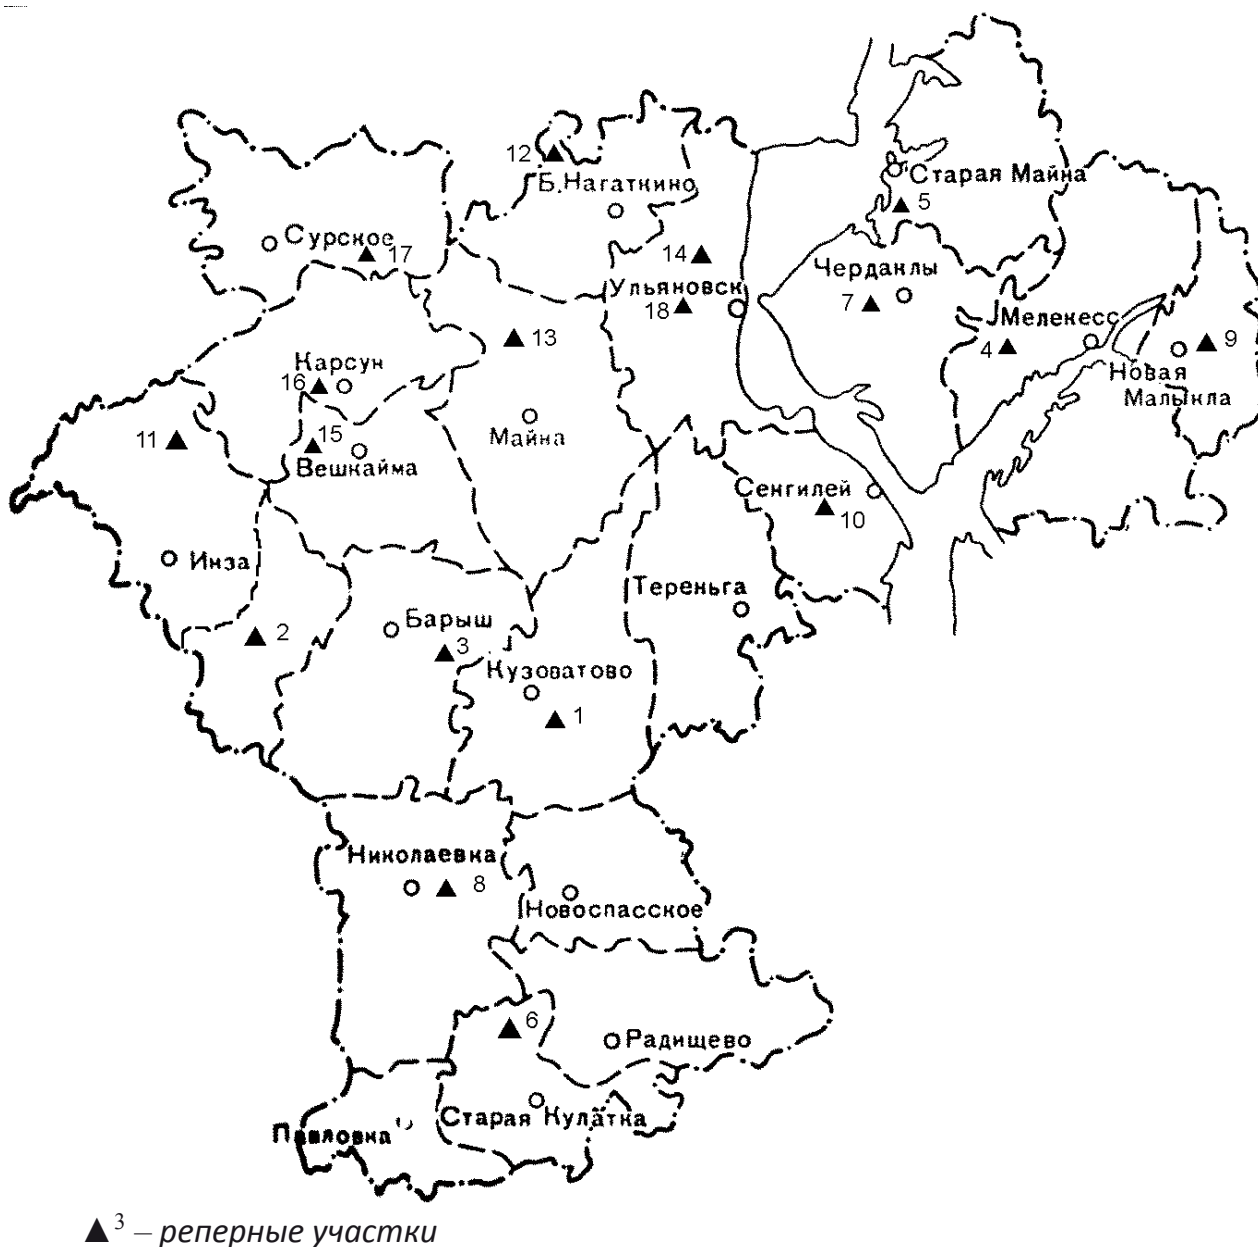 12
Б. Нагаткино
Старая Майна
5
Сурское
17
14
Черданлы
Ульяновск
18
7
Мелекесс
13
4
9
Карсун
16
Новая
Малыкла
11
15
Майна
Вешкайма
Сенгилей
10
Инза
Тереньга
Барыш
2
3
Кузоватово
1
Николаевка
8
Новоспасское
6
Радищево
Старая Кулатка
Павловка
▲3 – реперные участки